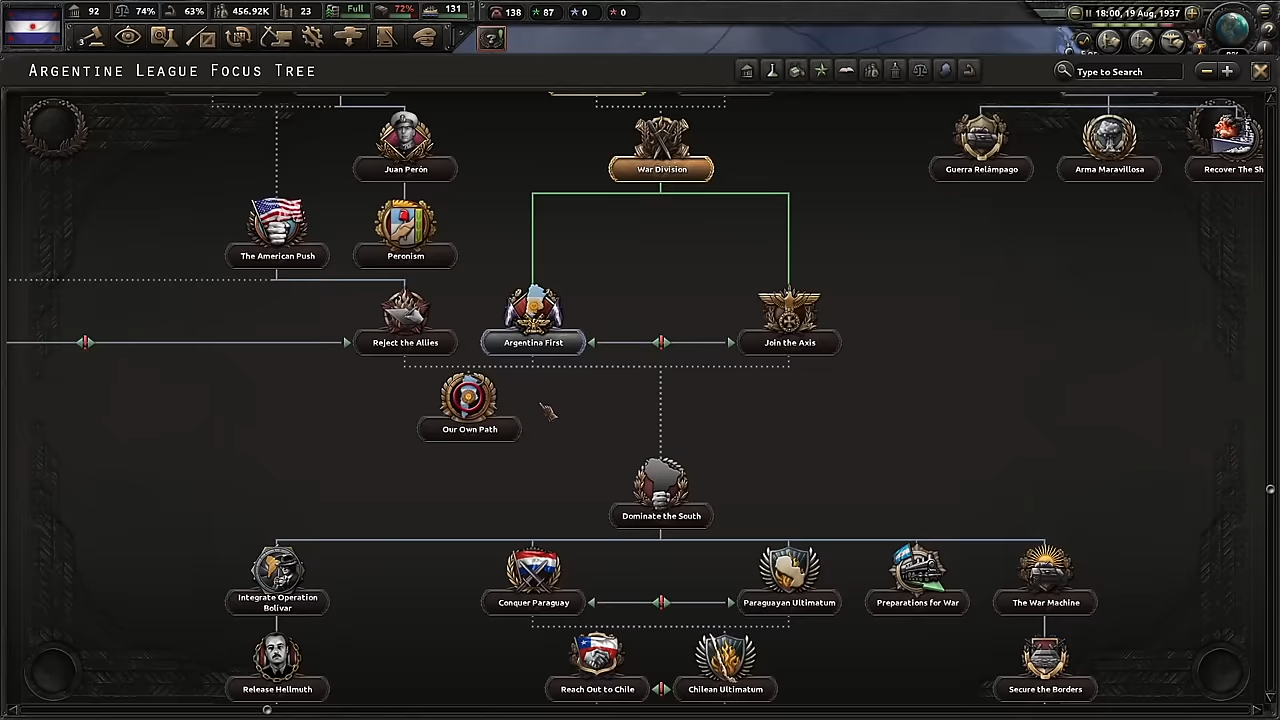 92 74% 63% 456.92K 23 Full 72% 131 138 87 0 0 18:00, 19 Aug, 1937
3
Argentine League Focus Tree
Type to Search
Juan Perón
War Division
Guerra Relámpago
Arma Maravillosa
Recover The Sh
The American Push
Peronism
Reject the Allies
Argentina First
Join the Axis
Our Own Path
Dominate the South
Integrate Operation
Bolívar
Conquer Paraguay
Paraguayan Ultimatum
Preparations for War
The War Machine
Release Hellmuth
Reach Out to Chile
Chilean Ultimatum
Secure the Borders